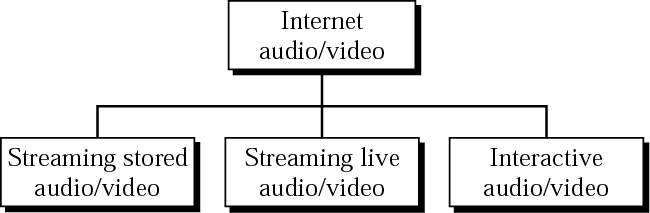 Internet
audio/video
Streaming stored
audio/video
Streaming live
audio/video
Interactive
audio/video